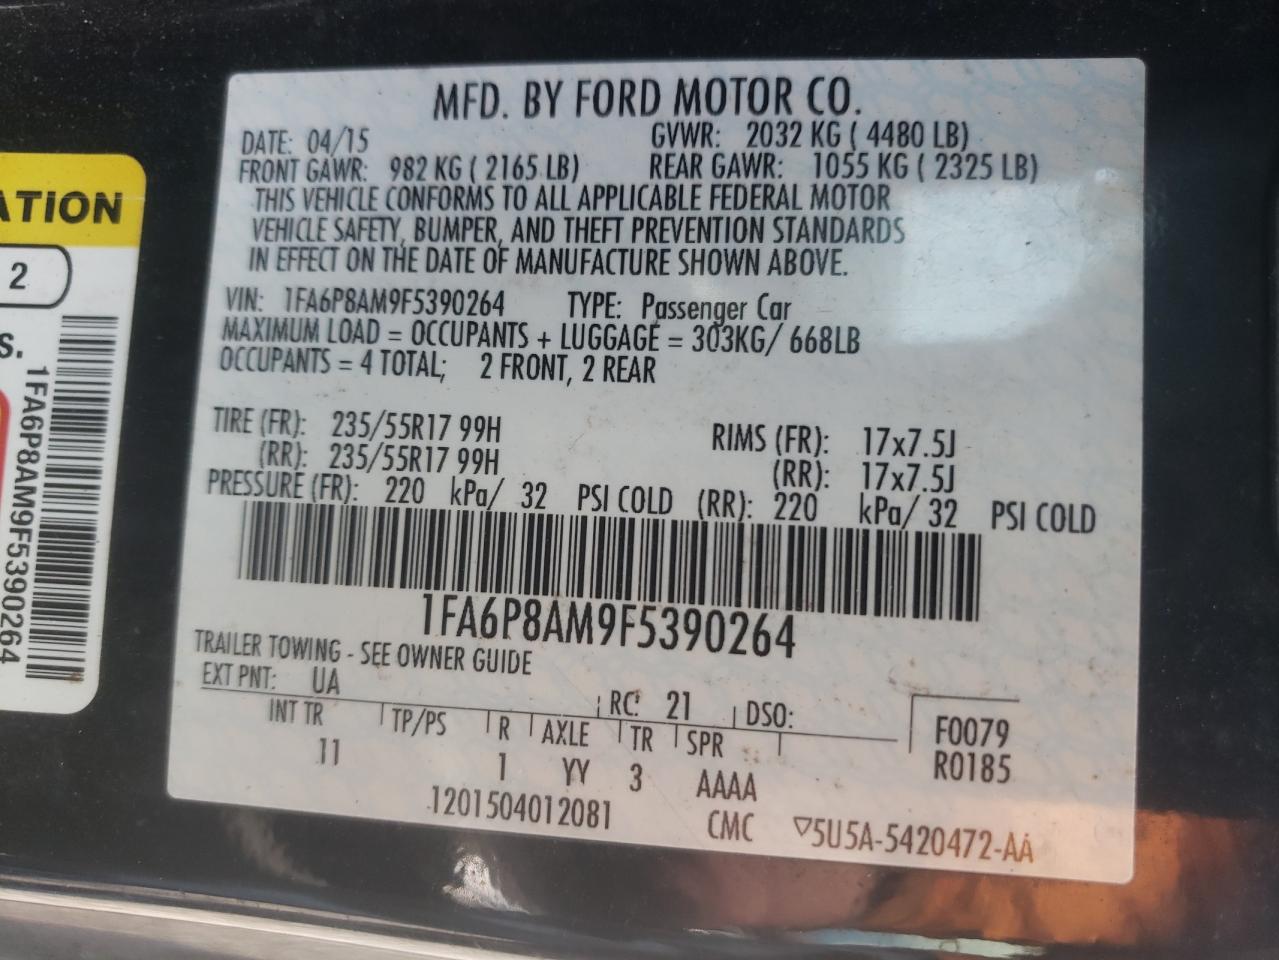 MFD. BY FORD MOTOR CO.
DATE: 04/15 GVWR: 2032 KG ( 4480 LB)
FRONT GAWR: 982 KG ( 2165 LB) REAR GAWR: 1055 KG ( 2325 LB)
THIS VEHICLE CONFORMS TO ALL APPLICABLE FEDERAL MOTOR
VEHICLE SAFETY, BUMPER, AND THEFT PREVENTION STANDARDS
IN EFFECT ON THE DATE OF MANUFACTURE SHOWN ABOVE.
VIN: 1FA6P8AM9F5390264 TYPE: Passenger Car
MAXIMUM LOAD = OCCUPANTS + LUGGAGE = 303KG/ 668LB
OCCUPANTS = 4 TOTAL; 2 FRONT, 2 REAR
TIRE (FR): 235/55R17 99H RIMS (FR): 17x7.5J
(RR): 235/55R17 99H (RR): 17x7.5J
PRESSURE (FR): 220 kPa/ 32 PSI COLD (RR): 220 kPa/ 32 PSI COLD
1FA6P8AM9F5390264
TRAILER TOWING - SEE OWNER GUIDE
EXT PNT: UA RC: 21 DSO: F0079
INT TR TP/PS R AXLE TR SPR R0185
11 1 YY 3 AAAA
1201504012081 CMC ▽5U5A-5420472-AA
ATION
2
S.
1FA6P8AM9F5390264